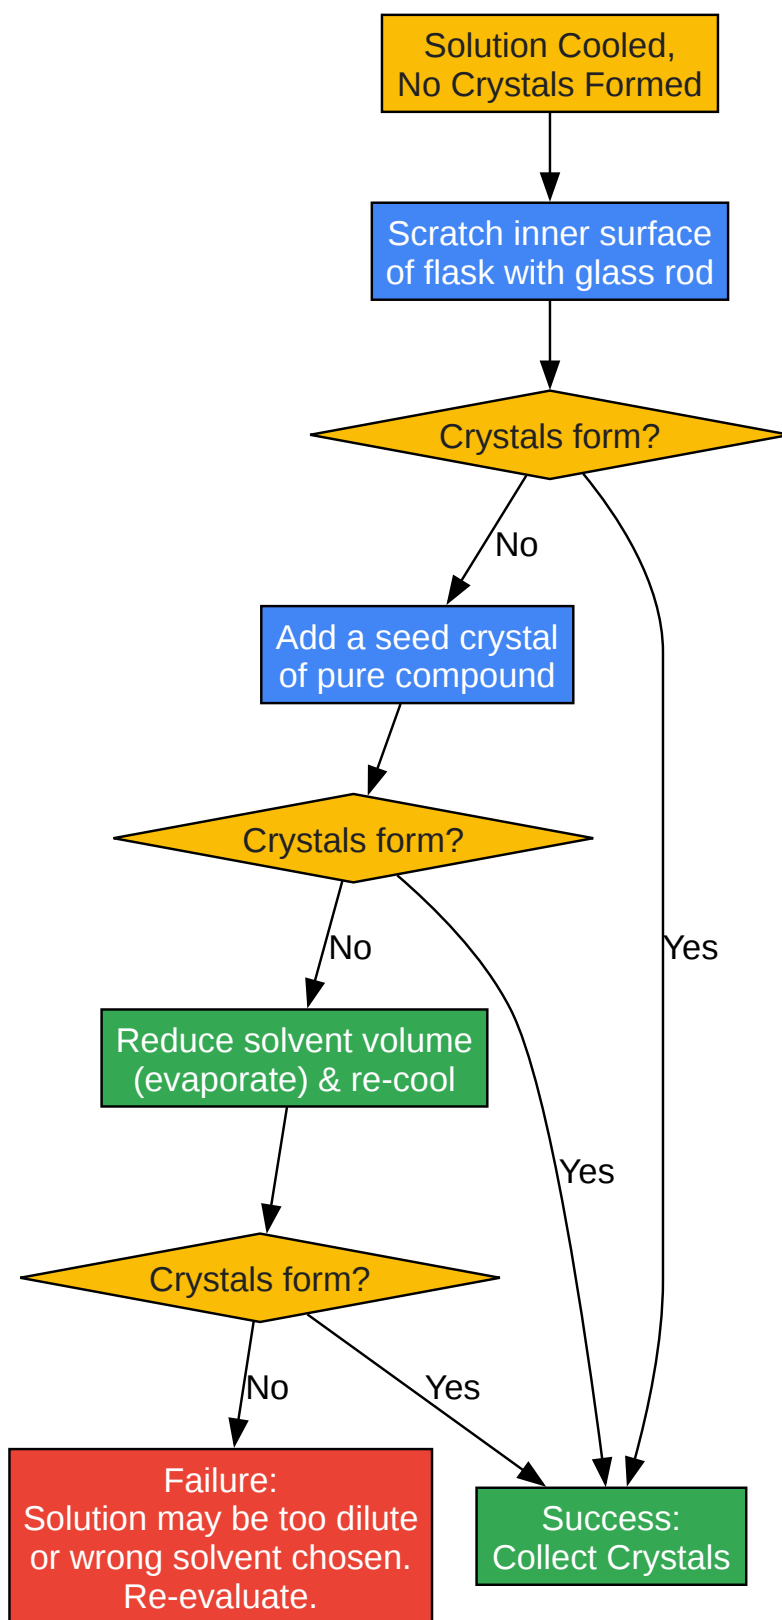 Solution Cooled,
No Crystals Formed
Scratch inner surface
of flask with glass rod
Crystals form?
No
Add a seed crystal
of pure compound
Crystals form?
No
Yes
Reduce solvent volume
(evaporate) & re-cool
Yes
Crystals form?
No
Yes
Failure:
Solution may be too dilute
or wrong solvent chosen.
Re-evaluate.
Success:
Collect Crystals